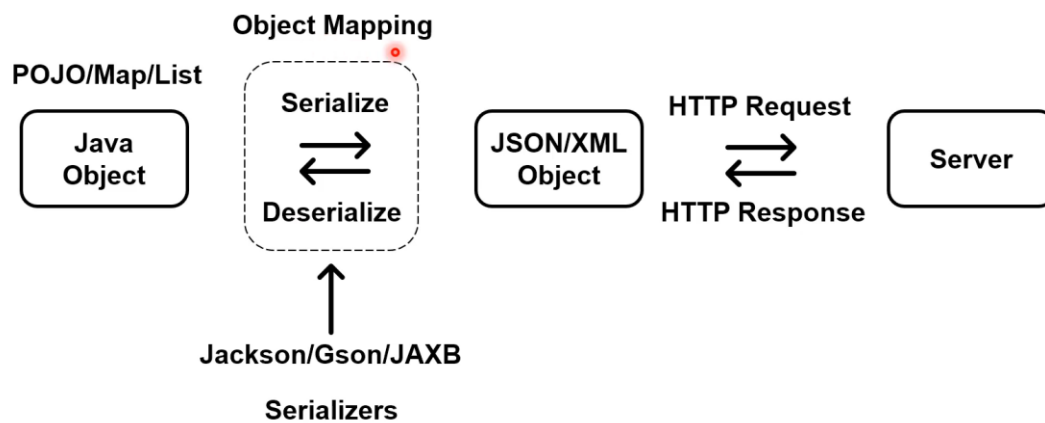 Object Mapping
POJO/Map/List
Java
Object
Serialize
Deserialize
JSON/XML
Object
HTTP Request
HTTP Response
Server
Jackson/Gson/JAXB
Serializers